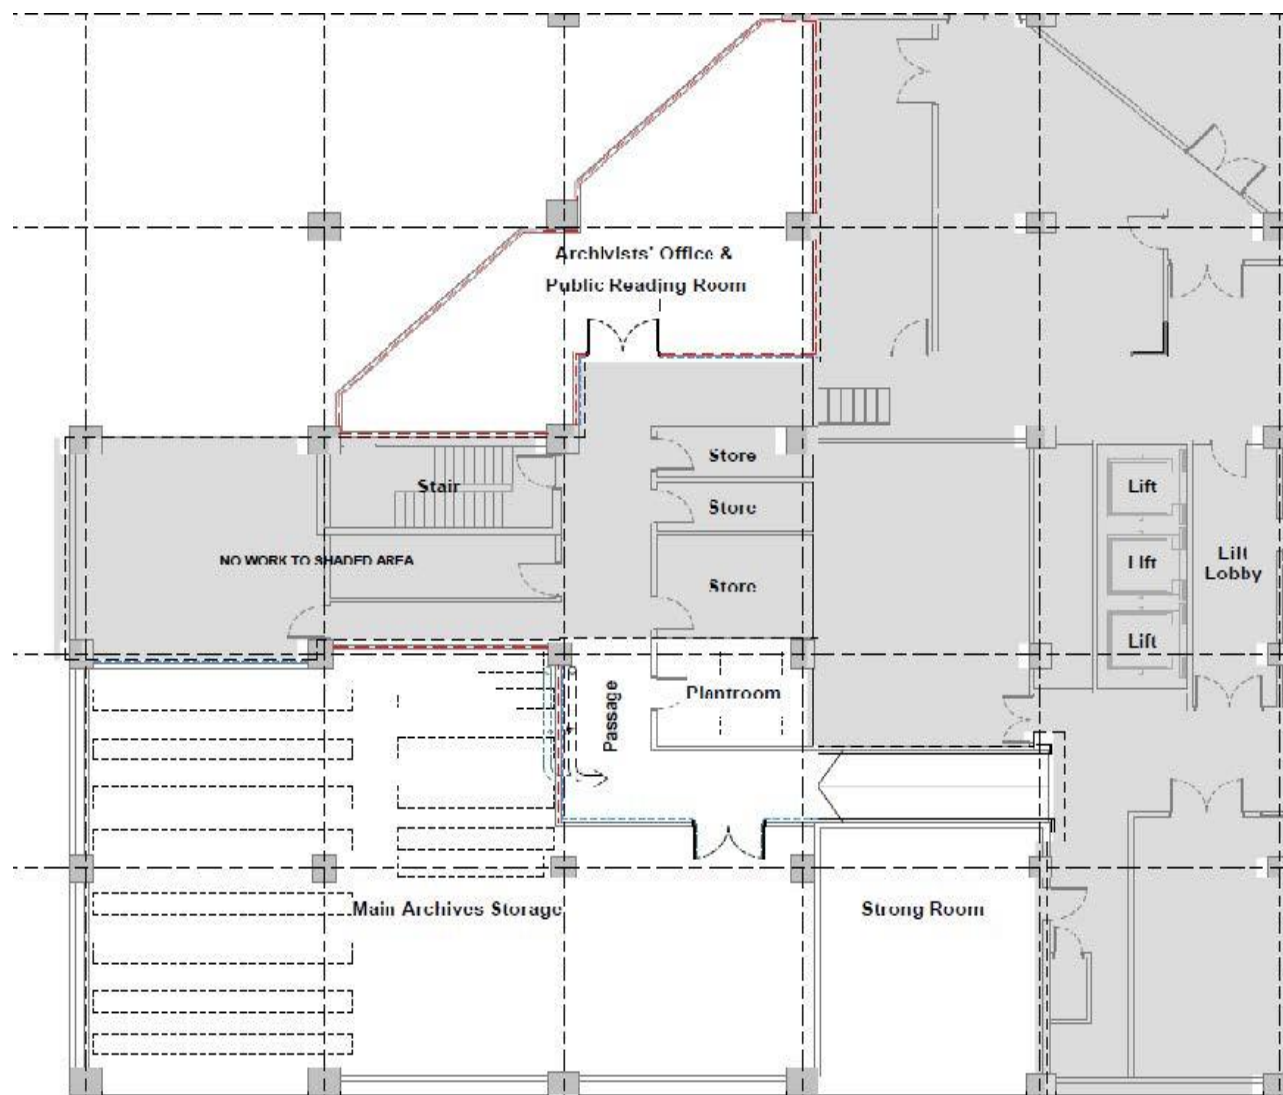 Archivists' Office &
Public Reading Room
Store
Stair
Lift
Store
Lift
Lift
Lobby
NO WORK TO SHADED AREA
Store
Lift
Passage
Plantroom
Main Archives Storage
Strong Room